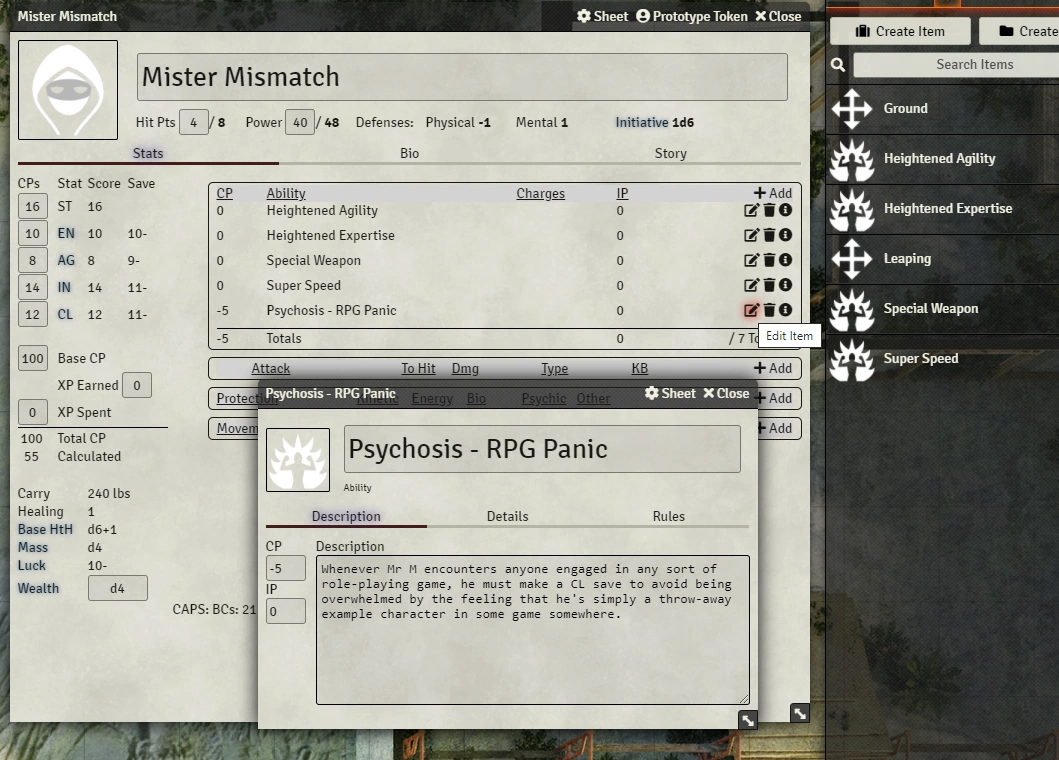 Mister Mismatch Sheet Prototype Token Close
Mister Mismatch
Hit Pts 4 / 8 Power 40 / 48 Defenses: Physical -1 Mental 1 Initiative 1d6
Stats Bio Story
CPs Stat Score Save
16 ST 16
10 EN 10 10-
8 AG 8 9-
14 IN 14 11-
12 CL 12 11-
100 Base CP
XP Earned 0
0 XP Spent
100 Total CP
55 Calculated
Carry 240 lbs
Healing 1
Base HtH d6+1
Mass d4
Luck 10-
Wealth d4
CAPS: BCs: 21
CP Ability Charges IP Add
0 Heightened Agility 0
0 Heightened Expertise 0
0 Special Weapon 0
0 Super Speed 0
-5 Psychosis - RPG Panic 0
-5 Totals 0 / 7
Edit Item
Attack To Hit Dmg Type KB Add
Protection Kinetic Energy Bio Psychic Other Add
Add
Psychosis - RPG Panic Sheet Close
Psychosis - RPG Panic
Ability
Description Details Rules
CP
-5
IP
0
Description
Whenever Mr M encounters anyone engaged in any sort of
role-playing game, he must make a CL save to avoid being
overwhelmed by the feeling that he's simply a throw-away
example character in some game somewhere.
Create Item Create
Search Items
Ground
Heightened Agility
Heightened Expertise
Leaping
Special Weapon
Super Speed